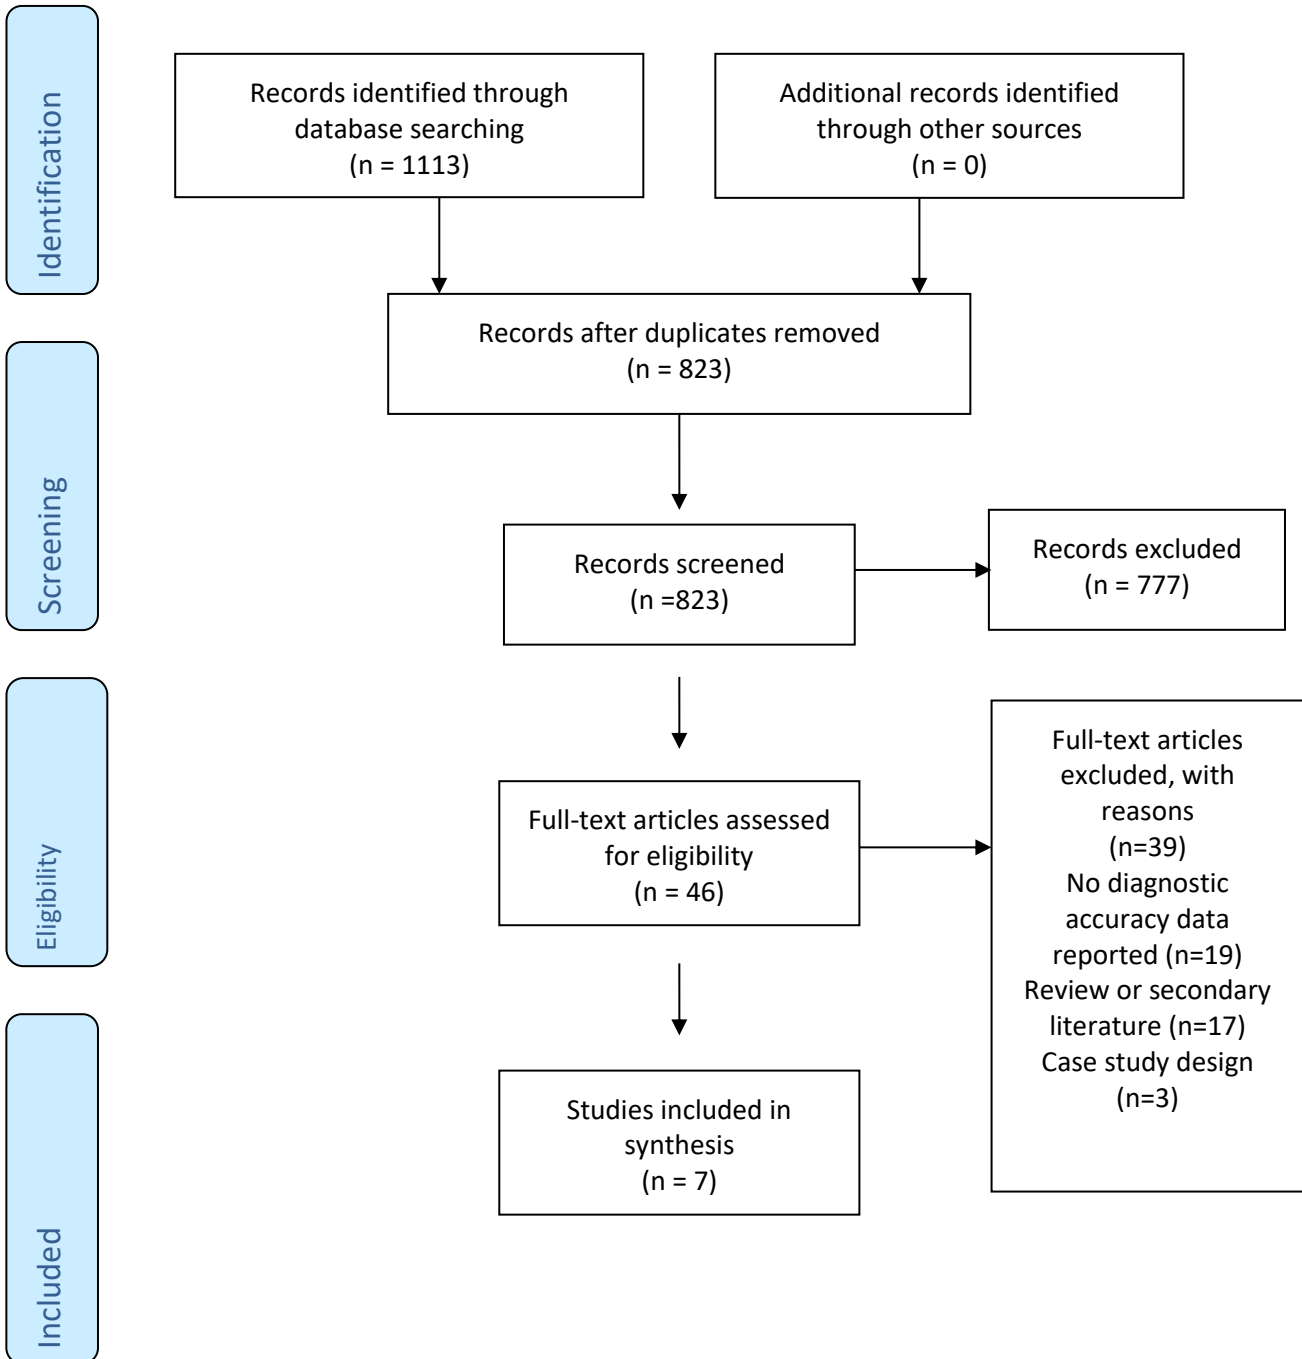 Identification
Records identified through
database searching
(n = 1113)
Additional records identified
through other sources
(n = 0)
Records after duplicates removed
(n = 823)
Screening
Records screened
(n =823)
Records excluded
(n = 777)
Eligibility
Full-text articles assessed
for eligibility
(n = 46)
Full-text articles
excluded, with
reasons
(n=39)
No diagnostic
accuracy data
reported (n=19)
Review or secondary
literature (n=17)
Case study design
(n=3)
Included
Studies included in
synthesis
(n = 7)